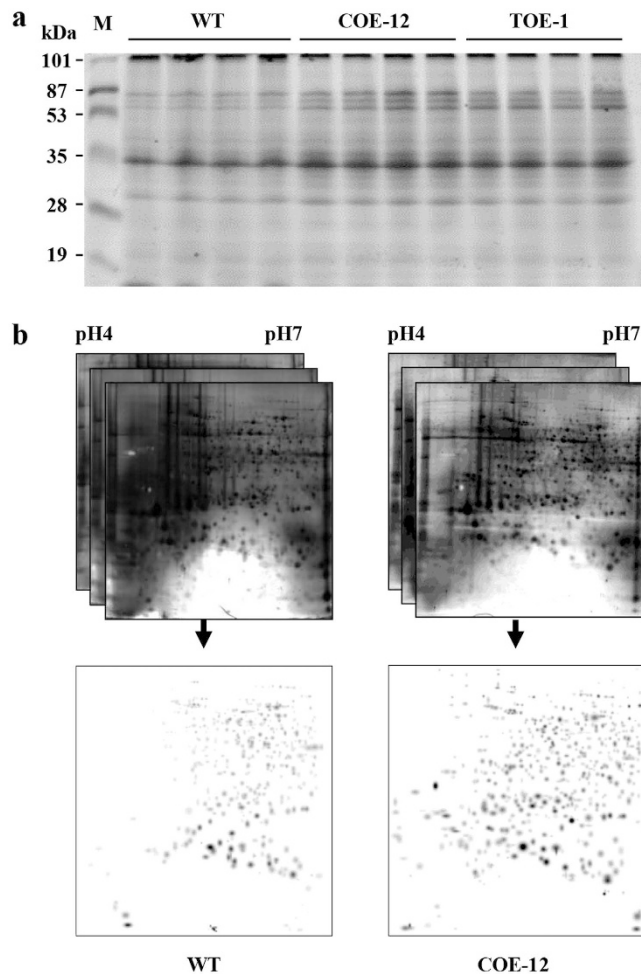 a
kDa M WT COE-12 TOE-1
101
87
53
35
28
19
b
pH4 pH7 pH4 pH7
WT COE-12